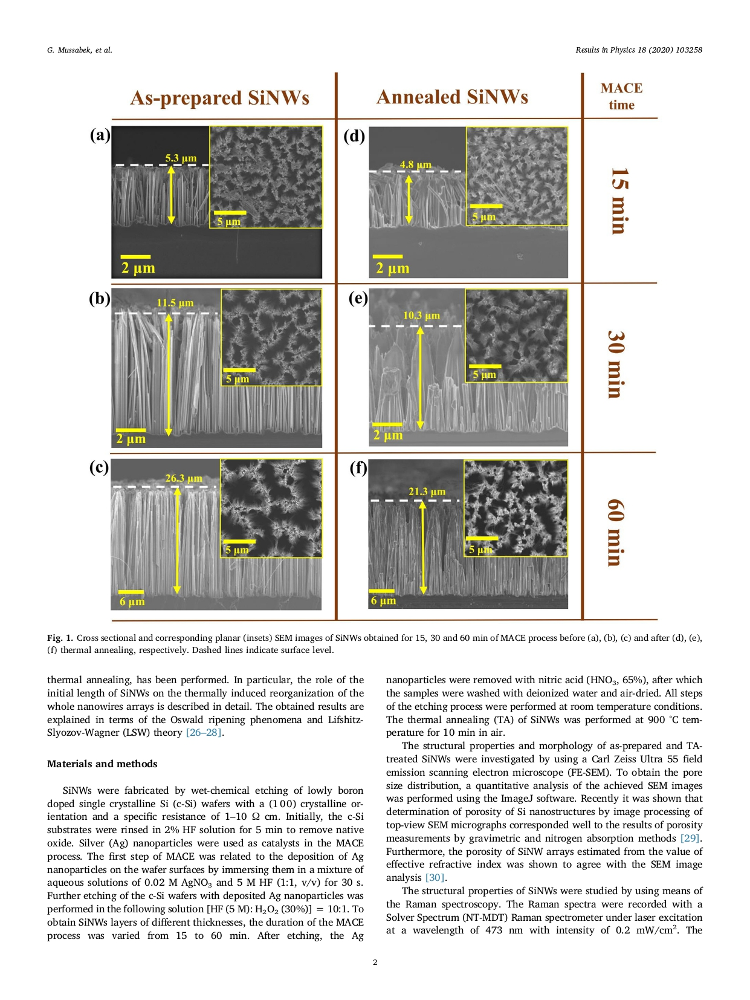 G. Mussabek, et al.
Results in Physics 18 (2020) 103258
As-prepared SiNWs
Annealed SiNWs
MACE
time
(a)
5.3 μm
5 μm
2 μm
(d)
4.8 μm
5 μm
2 μm
15 min
(b)
11.5 μm
5 μm
2 μm
(e)
10.3 μm
5 μm
2 μm
30 min
(c)
26.3 μm
5 μm
6 μm
(f)
21.3 μm
5 μm
6 μm
60 min
Fig. 1. Cross sectional and corresponding planar (insets) SEM images of SiNWs obtained for 15, 30 and 60 min of MACE process before (a), (b), (c) and after (d), (e),
(f) thermal annealing, respectively. Dashed lines indicate surface level.
thermal annealing, has been performed. In particular, the role of the
initial length of SiNWs on the thermally induced reorganization of the
whole nanowires arrays is described in detail. The obtained results are
explained in terms of the Oswald ripening phenomena and Lifshitz-
Slyozov-Wagner (LSW) theory [26–28].
Materials and methods
SiNWs were fabricated by wet-chemical etching of lowly boron
doped single crystalline Si (c-Si) wafers with a (1 0 0) crystalline or-
ientation and a specific resistance of 1–10 Ω cm. Initially, the c-Si
substrates were rinsed in 2% HF solution for 5 min to remove native
oxide. Silver (Ag) nanoparticles were used as catalysts in the MACE
process. The first step of MACE was related to the deposition of Ag
nanoparticles on the wafer surfaces by immersing them in a mixture of
aqueous solutions of 0.02 M AgNO₃ and 5 M HF (1:1, v/v) for 30 s.
Further etching of the c-Si wafers with deposited Ag nanoparticles was
performed in the following solution [HF (5 M): H₂O₂ (30%)] = 10:1. To
obtain SiNWs layers of different thicknesses, the duration of the MACE
process was varied from 15 to 60 min. After etching, the Ag
nanoparticles were removed with nitric acid (HNO₃, 65%), after which
the samples were washed with deionized water and air-dried. All steps
of the etching process were performed at room temperature conditions.
The thermal annealing (TA) of SiNWs was performed at 900 °C tem-
perature for 10 min in air.
The structural properties and morphology of as-prepared and TA-
treated SiNWs were investigated by using a Carl Zeiss Ultra 55 field
emission scanning electron microscope (FE-SEM). To obtain the pore
size distribution, a quantitative analysis of the achieved SEM images
was performed using the ImageJ software. Recently it was shown that
determination of porosity of Si nanostructures by image processing of
top-view SEM micrographs corresponded well to the results of porosity
measurements by gravimetric and nitrogen absorption methods [29].
Furthermore, the porosity of SiNW arrays estimated from the value of
effective refractive index was shown to agree with the SEM image
analysis [30].
The structural properties of SiNWs were studied by using means of
the Raman spectroscopy. The Raman spectra were recorded with a
Solver Spectrum (NT-MDT) Raman spectrometer under laser excitation
at a wavelength of 473 nm with intensity of 0.2 mW/cm². The
2